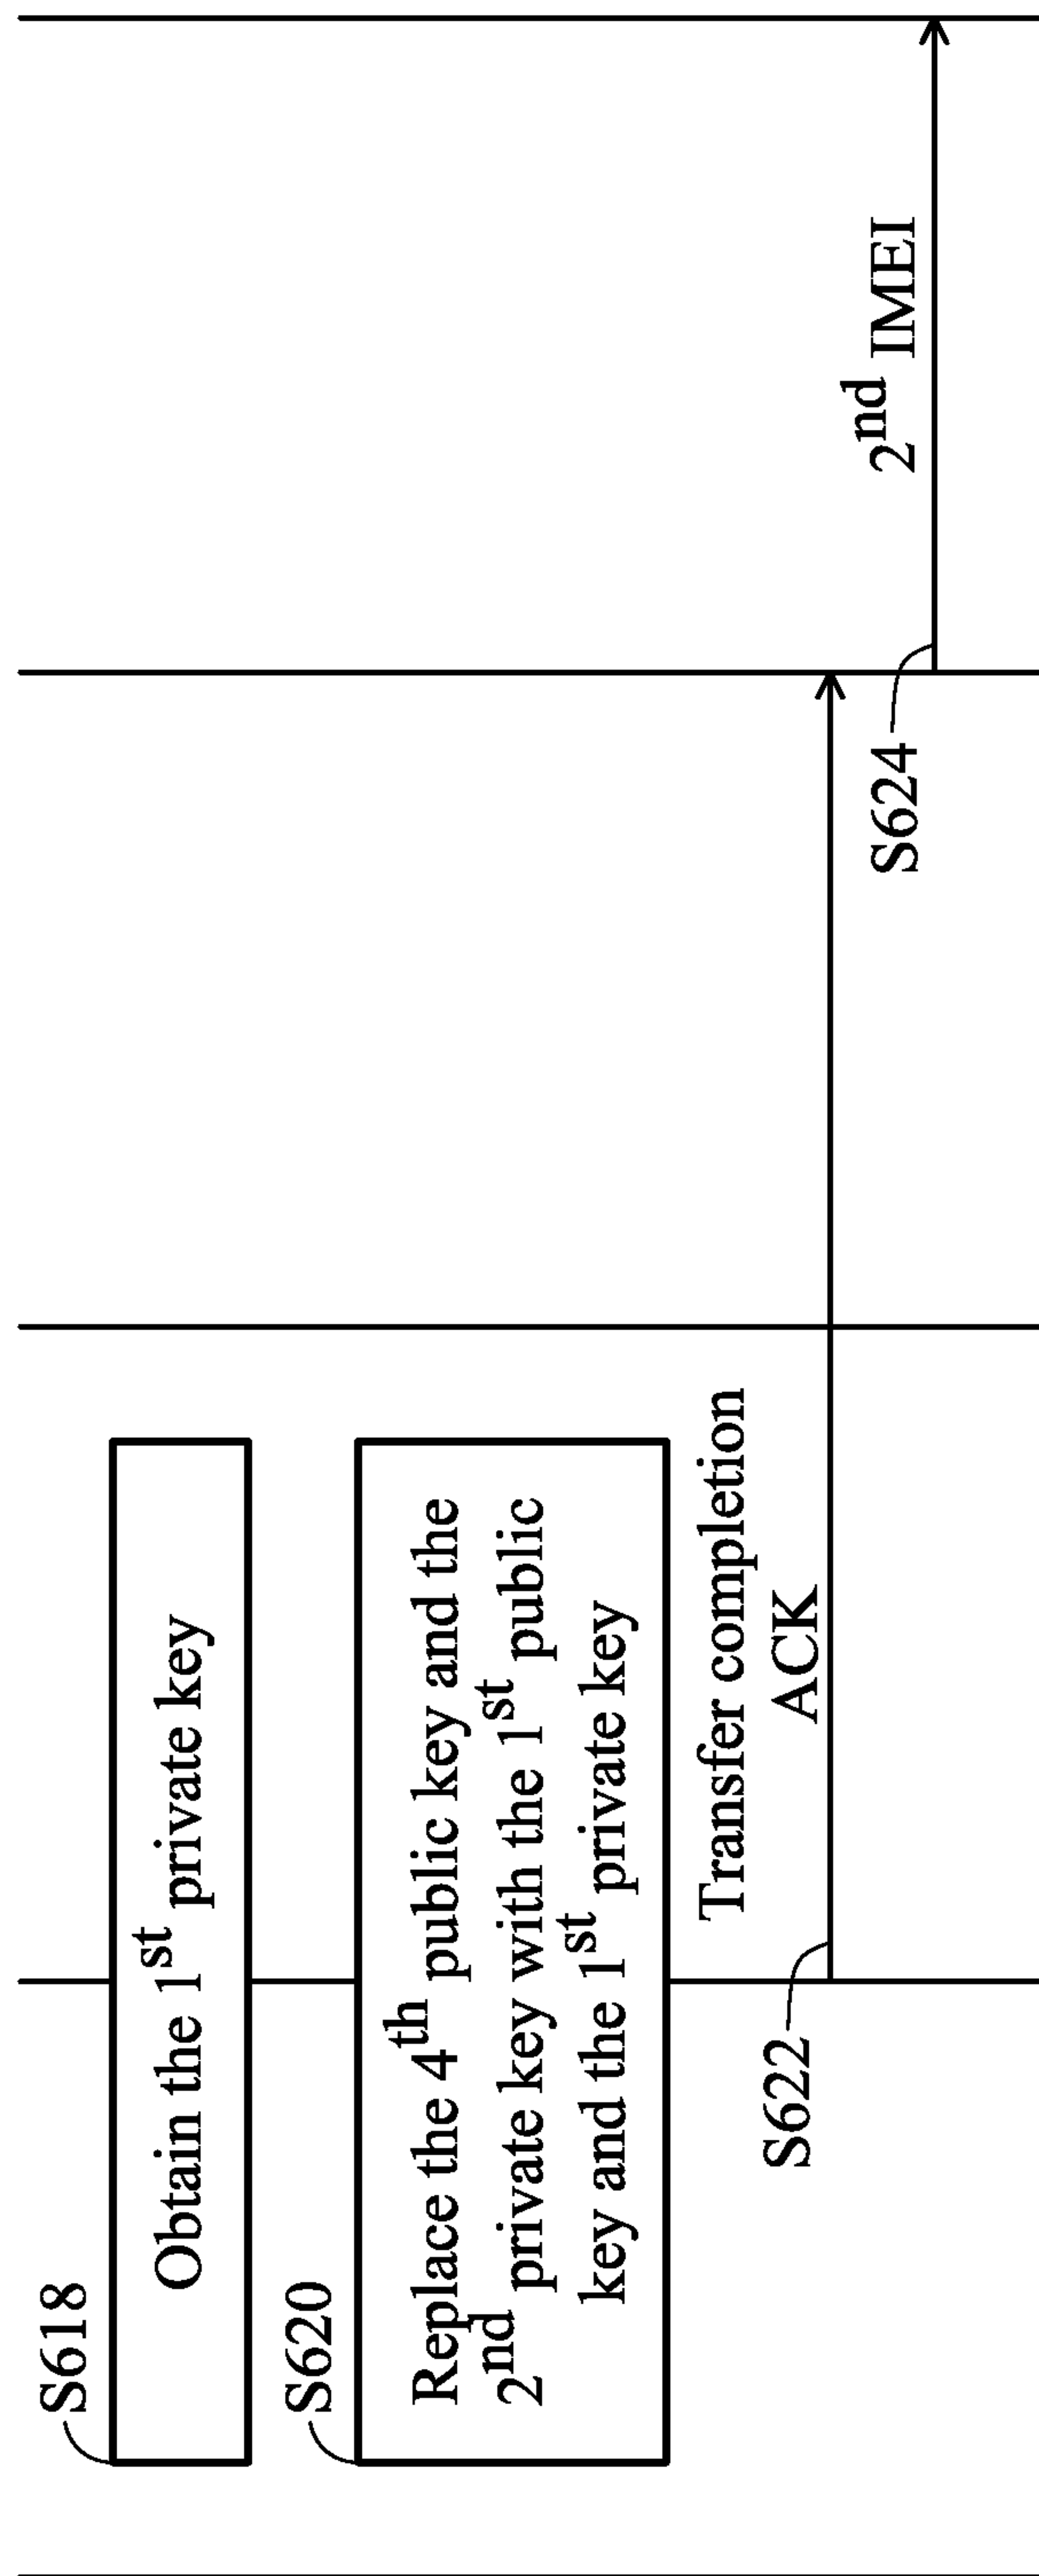 S618
Obtain the 1st private key
S620
Replace the 4th public key and the
2nd private key with the 1st public
key and the 1st private key
Transfer completion
ACK
S622
2nd IMEI
S624